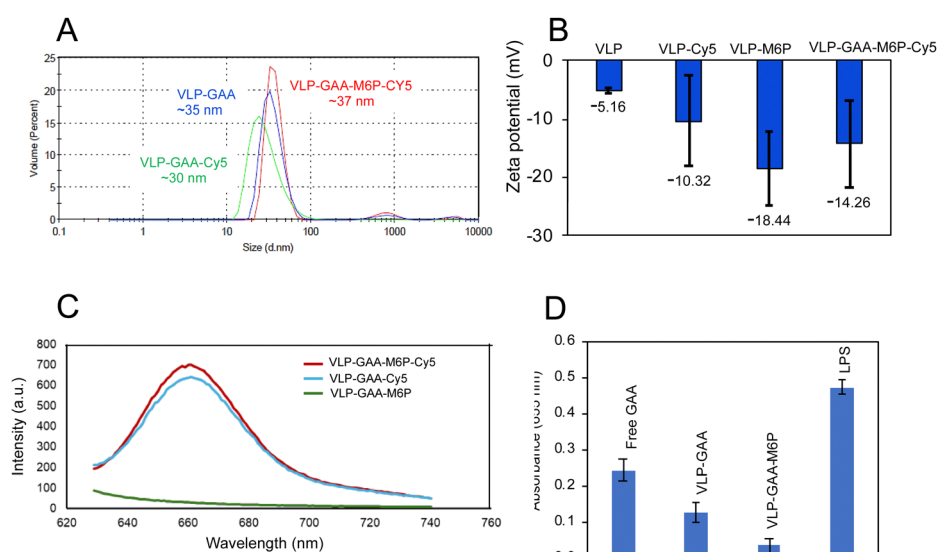 A
25
20
15
10
5
0
Volume (Percent)
VLP-GAA
~35 nm
VLP-GAA-M6P-CY5
~37 nm
VLP-GAA-Cy5
~30 nm
0.1
1
10
100
1000
10000
Size (d.nm)
B
VLP
VLP-Cy5
VLP-M6P
VLP-GAA-M6P-Cy5
Zeta potential (mV)
0
-10
-20
-30
−5.16
−10.32
−18.44
−14.26
C
800
700
600
500
400
300
200
100
0
Intensity (a.u.)
VLP-GAA-M6P-Cy5
VLP-GAA-Cy5
VLP-GAA-M6P
620
640
660
680
700
720
740
760
Wavelength (nm)
D
0.6
0.5
0.4
0.3
0.2
0.1
Free GAA
VLP-GAA
VLP-GAA-M6P
LPS